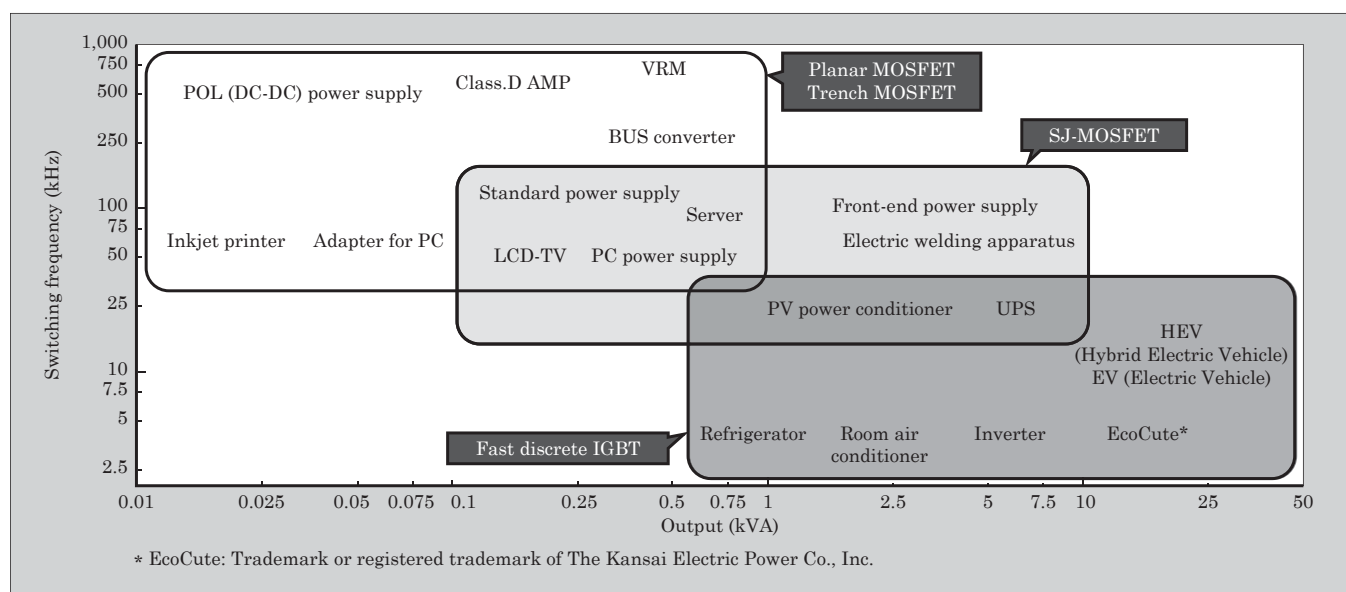 1,000
750
500
250
100
75
50
25
10
7.5
5
2.5
Switching frequency (kHz)
POL (DC-DC) power supply
Class.D AMP
VRM
Planar MOSFET
Trench MOSFET
BUS converter
SJ-MOSFET
Standard power supply
Server
Front-end power supply
Inkjet printer
Adapter for PC
LCD-TV
PC power supply
Electric welding apparatus
PV power conditioner
UPS
HEV
(Hybrid Electric Vehicle)
EV (Electric Vehicle)
Fast discrete IGBT
Refrigerator
Room air
conditioner
Inverter
EcoCute*
0.01 0.025 0.05 0.075 0.1 0.25 0.5 0.75 1 2.5 5 7.5 10 25 50
Output (kVA)
* EcoCute: Trademark or registered trademark of The Kansai Electric Power Co., Inc.